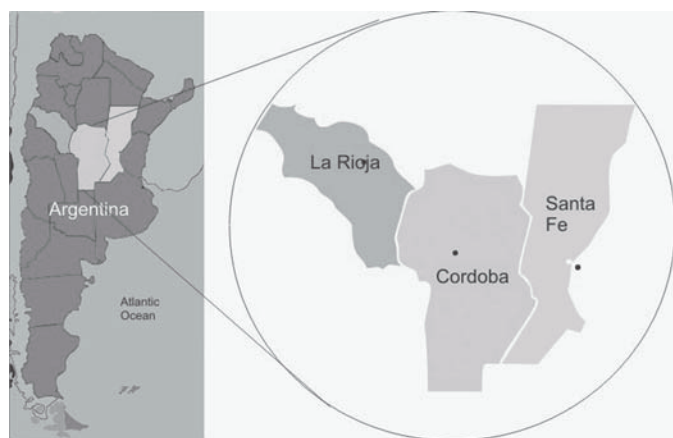 Argentina
Atlantic
Ocean
La Rioja
Cordoba
Santa
Fe